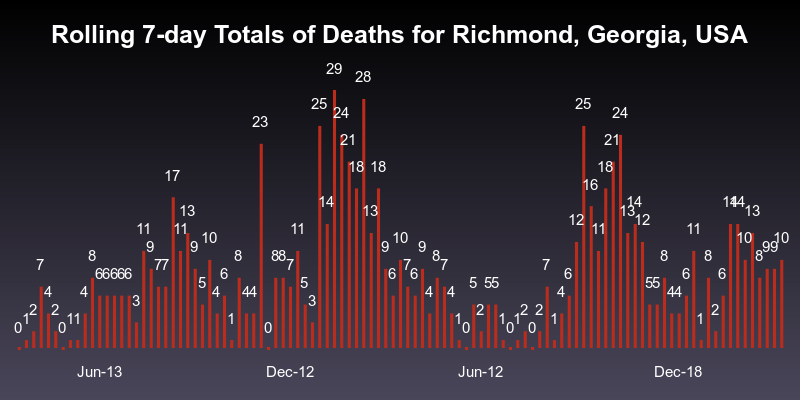 Rolling 7-day Totals of Deaths for Richmond, Georgia, USA
0 1 2 7 4 2 0 1 1 4 8 6 6 6 6 6 3 11 9 7 7 17 11 13 9 5 10 4 6 1 8 4 4 23 0 8 8 7 11 5 3 25 14 29 24 21 18 28 13 18 9 6 10 7 6 9 4 8 7 4 1 0 5 2 5 5 1 0 1 2 0 2 7 1 4 6 12 25 16 11 18 21 24 13 14 12 5 5 8 4 4 6 11 1 8 2 6 14 14 10 13 8 9 9 10
Jun-13 Dec-12 Jun-12 Dec-18